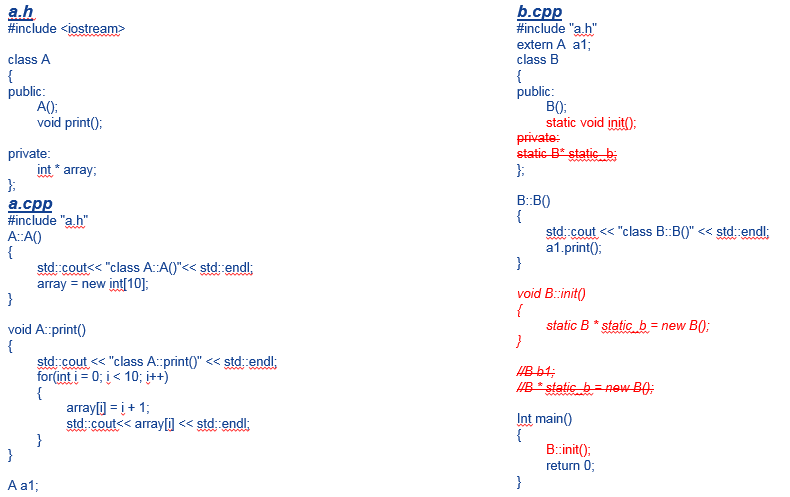 a.h
#include <iostream>
class A
{
public:
A();
void print();
private:
int * array;
};
a.cpp
#include "a.h"
A::A()
{
std::cout<< "class A::A()"<< std::endl;
array = new int[10];
}
void A::print()
{
std::cout << "class A::print()" << std::endl;
for(int i = 0; i < 10; i++)
{
array[i] = i + 1;
std::cout<< array[i] << std::endl;
}
}
A a1;
b.cpp
#include "a.h"
extern A  a1;
class B
{
public:
B();
static void init();
private:
static B* static_b;
};
B::B()
{
std::cout << "class B::B()" << std::endl;
a1.print();
}
void B::init()
{
static B * static_b = new B();
}
//B b1;
//B * static_b = new B();
Int main()
{
B::init();
return 0;
}